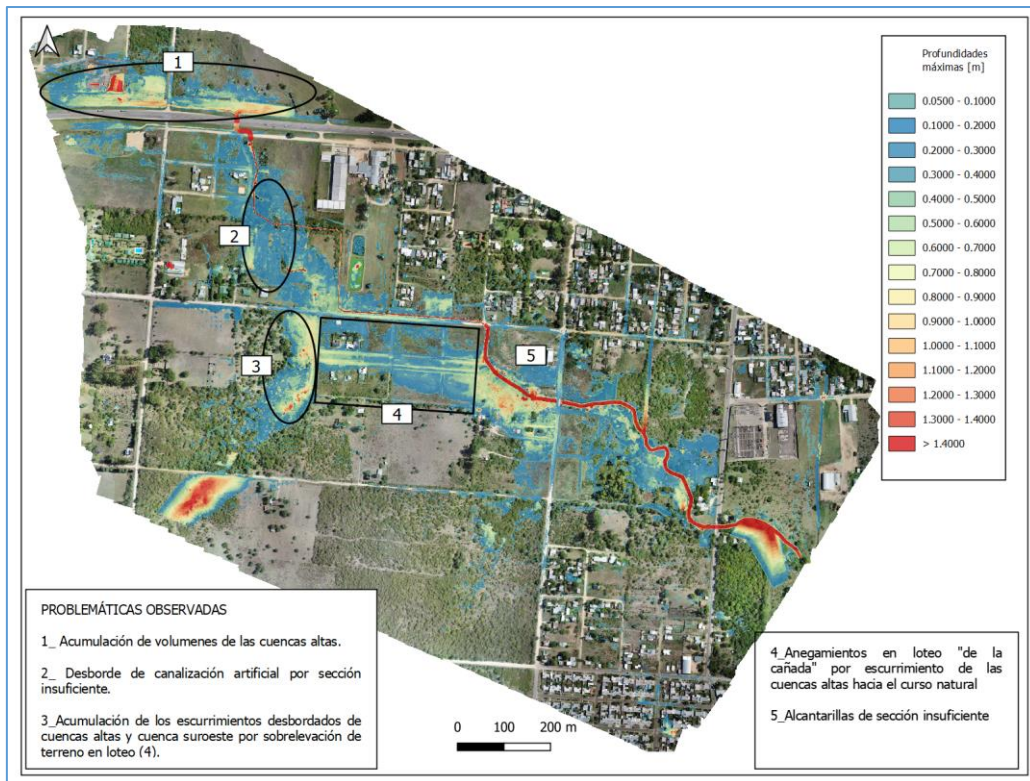 1
2
3
4
5
Profundidades
máximas [m]
0.0500 - 0.1000
0.1000 - 0.2000
0.2000 - 0.3000
0.3000 - 0.4000
0.4000 - 0.5000
0.5000 - 0.6000
0.6000 - 0.7000
0.7000 - 0.8000
0.8000 - 0.9000
0.9000 - 1.0000
1.0000 - 1.1000
1.1000 - 1.2000
1.2000 - 1.3000
1.3000 - 1.4000
> 1.4000
PROBLEMÁTICAS OBSERVADAS
1_ Acumulación de volumenes de las cuencas altas.
2_ Desborde de canalización artificial por sección
insuficiente.
3_Acumulación de los escurrimientos desbordados de
cuencas altas y cuenca suroeste por sobrelevación de
terreno en loteo (4).
0 100 200 m
4_Anegamientos en loteo "de la
cañada" por escurrimiento de las
cuencas altas hacia el curso natural
5_Alcantarillas de sección insuficiente